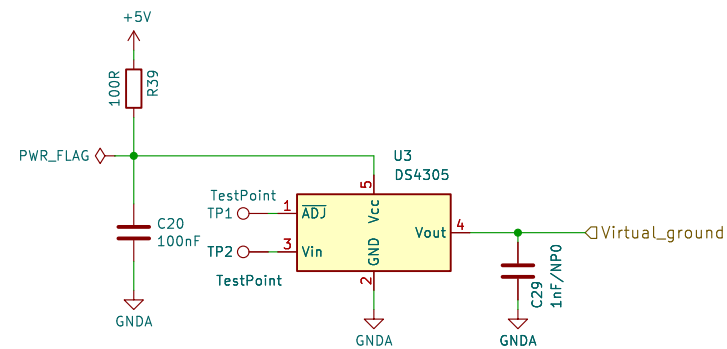 +5V
100R
R39
PWR_FLAG
U3
DS4305
TestPoint
TP1
1
ADJ
5
Vcc
TP2
3
Vin
GND
Vout
4
Virtual_ground
TestPoint
2
C20
100nF
C29
1nF/NP0
GNDA
GNDA
GNDA